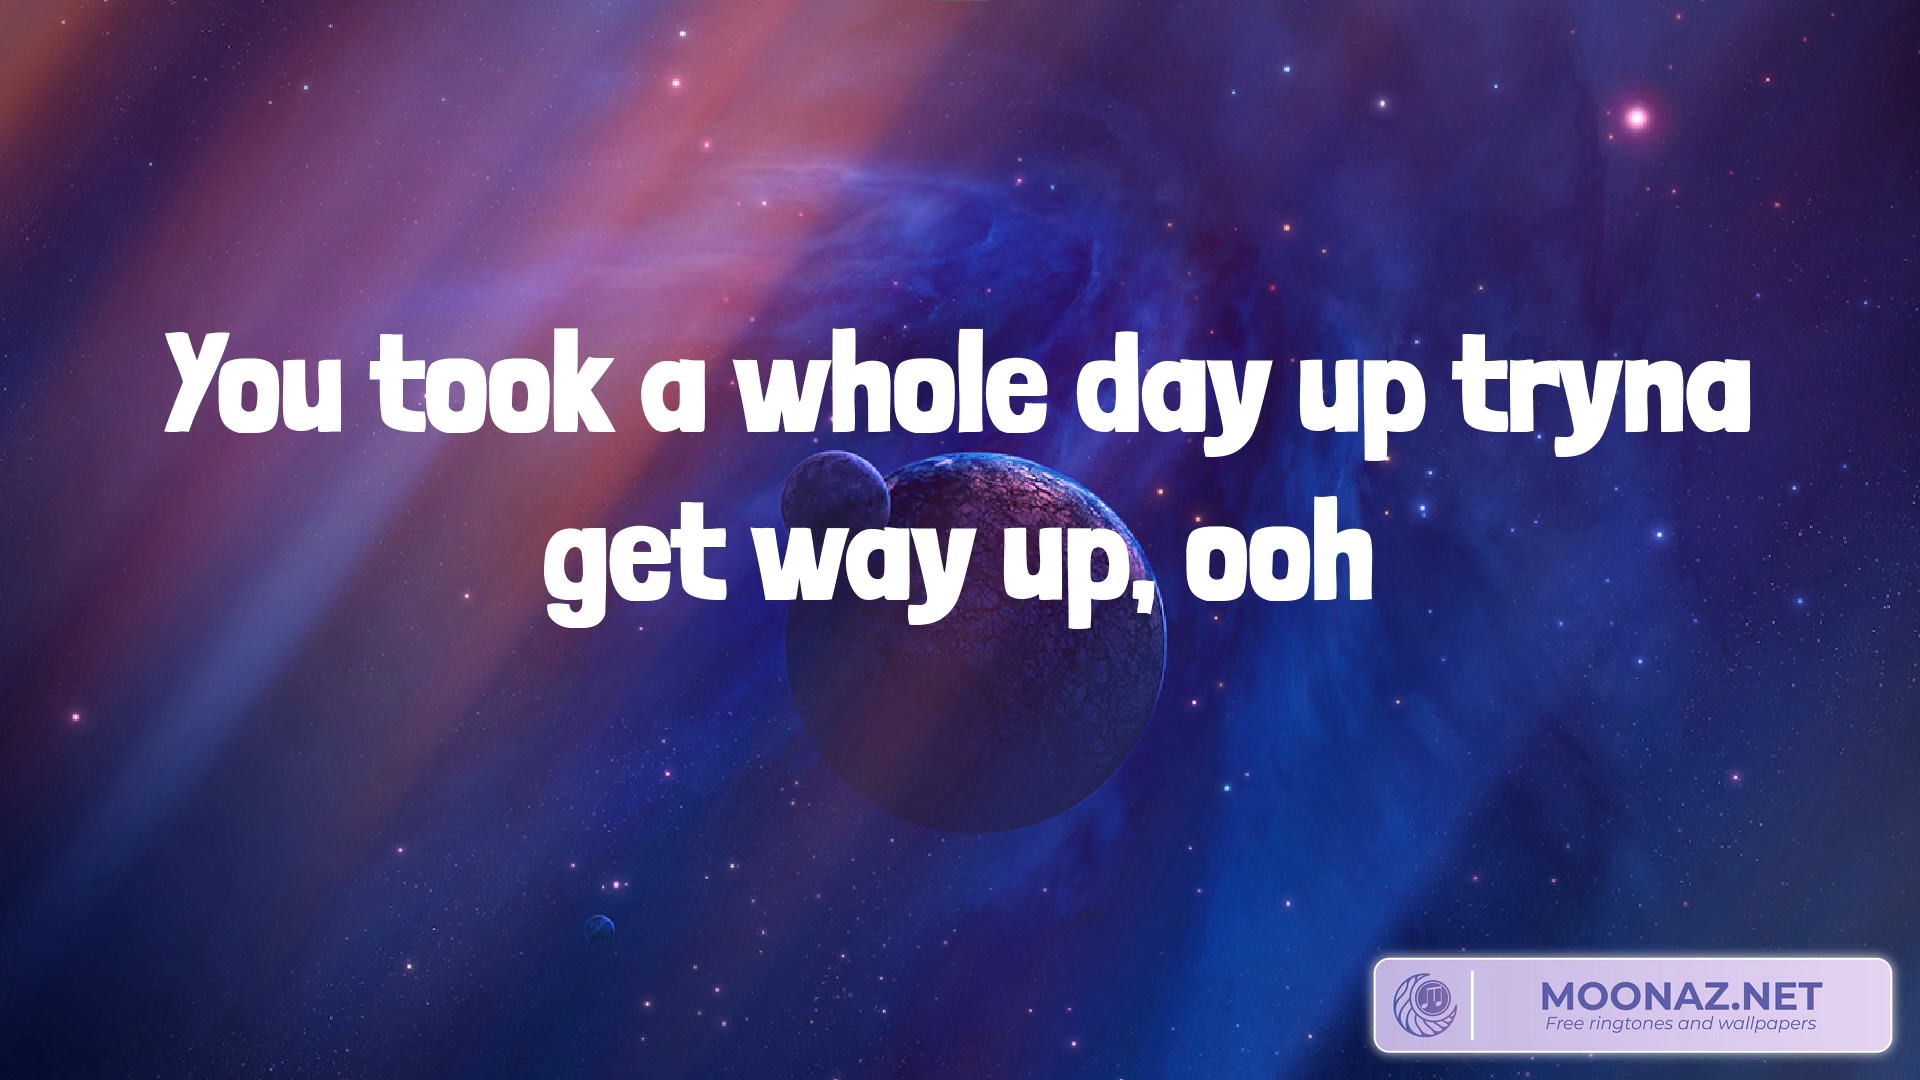 You took a whole day up tryna
get way up, ooh
MOONAZ.NET
Free ringtones and wallpapers